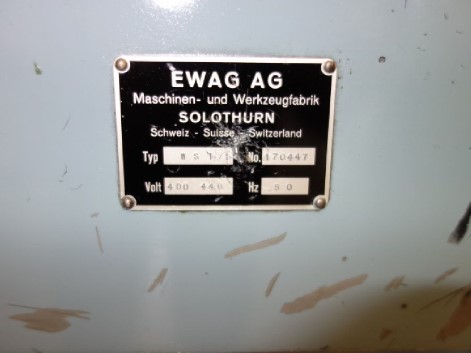 EWAG AG
Maschinen- und Werkzeugfabrik
SOLOTHURN
Schweiz - Suisse - Switzerland
Typ No. 170447
Volt 400 440 Hz 50